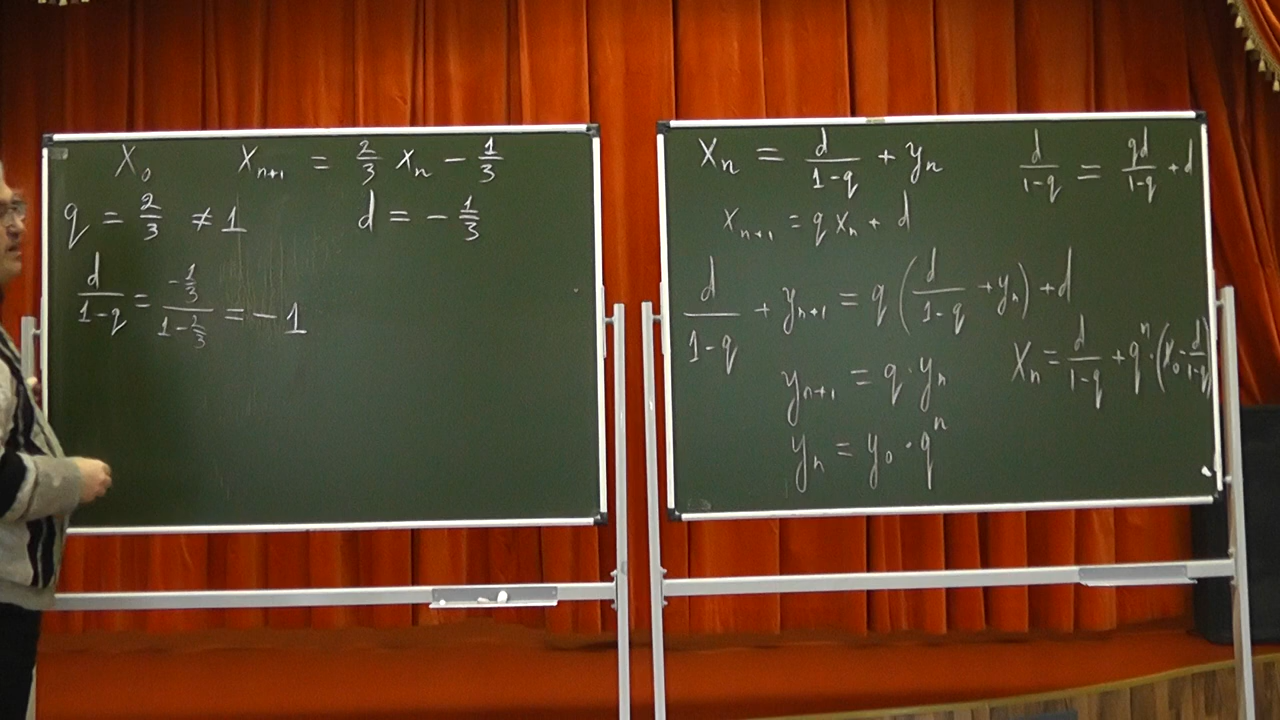 x₀ xₙ₊₁ = 2/3 xₙ − 1/3
q = 2/3 ≠ 1 d = − 1/3
d/(1−q) = (−1/3)/(1−2/3) = −1
xₙ = d/(1−q) + yₙ
d/(1−q) = qd/(1−q) + d
xₙ₊₁ = q xₙ + d
d/(1−q) + yₙ₊₁ = q (d/(1−q) + yₙ) + d
yₙ₊₁ = q · yₙ
yₙ = y₀ · qⁿ
xₙ = d/(1−q) + qⁿ · (x₀ − d/(1−q))